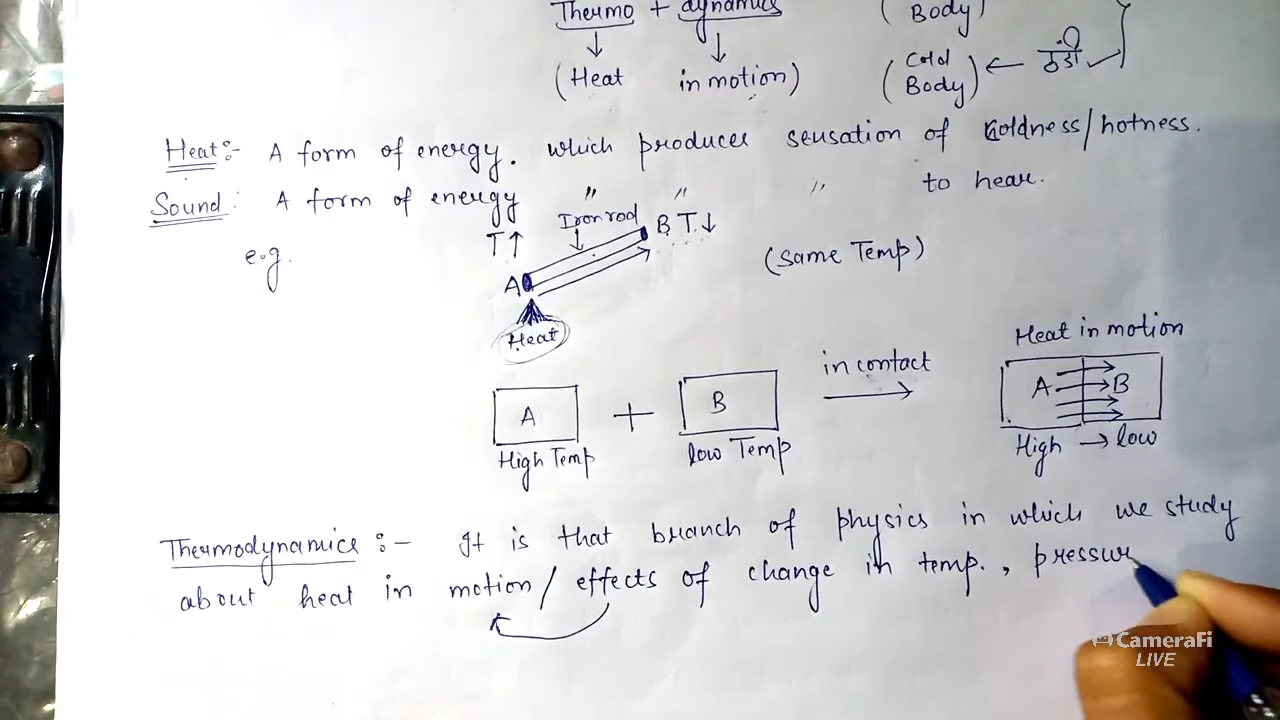 Thermo + dynamics
( Body )
(Heat in motion)
( Cold Body ) ← ठंडी
Heat :- A form of energy. which produces sensation of Coldness/hotness.
Sound : A form of energy " " " to hear.
e.g.
T↑
Iron rod
B T↓
A
Heat
(Same Temp)
Heat in motion
in contact
A + B → A B
High Temp
low Temp
High → low
Thermodynamics :- It is that branch of physics in which we study
about heat in motion / effects of change in temp. , pressur
CameraFi
LIVE